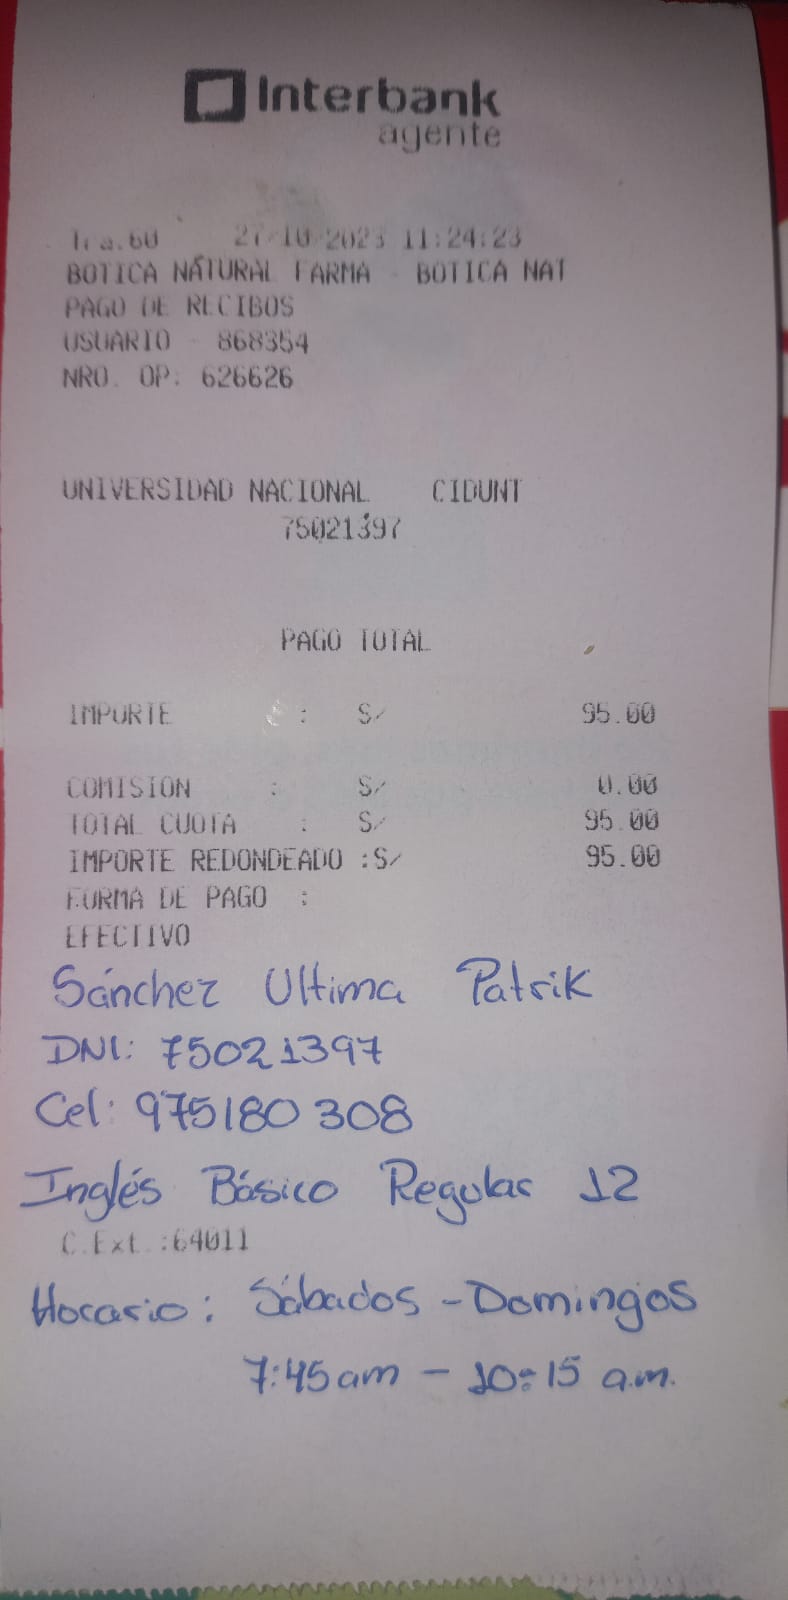 Interbank
agente
Tra.60 27-10-2023 11:24:23
BOTICA NATURAL FARMA - BOTICA NAT
PAGO DE RECIBOS
USUARIO - 868354
NRO. OP: 626626
UNIVERSIDAD NACIONAL CIDUNT
75021397
PAGO TOTAL
IMPORTE : S/ 95.00
COMISION : S/ 0.00
TOTAL CUOTA : S/ 95.00
IMPORTE REDONDEADO :S/ 95.00
FORMA DE PAGO :
EFECTIVO
Sánchez Ultima Patrik
DNI: 75021397
Cel: 975180308
Inglés Básico Regular 12
C.Ext.:64011
Horario: Sábados - Domingos
7:45am - 10:15 a.m.